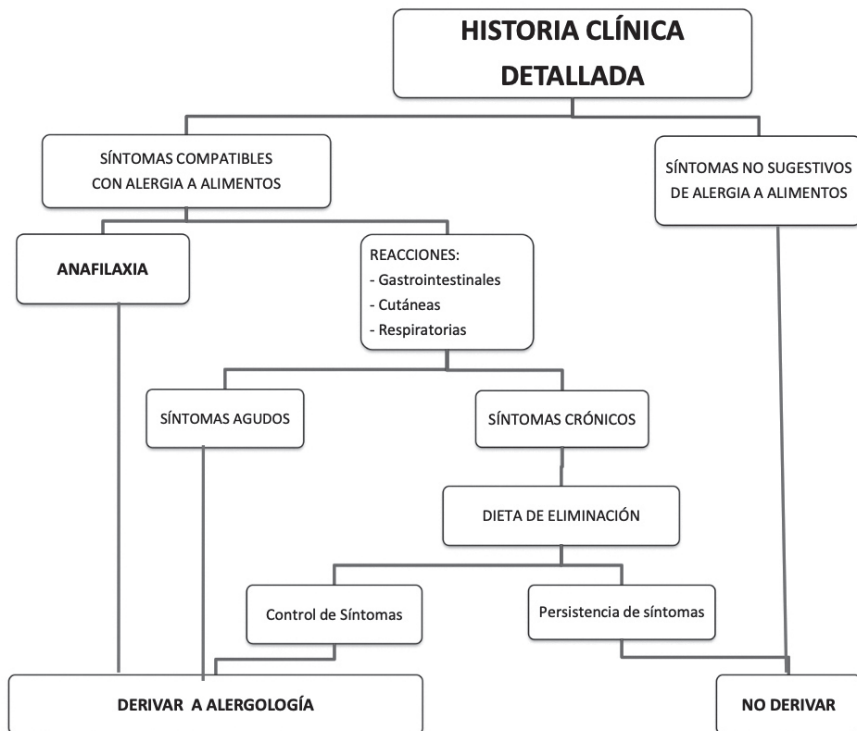 HISTORIA CLÍNICA
DETALLADA
SÍNTOMAS COMPATIBLES
CON ALERGIA A ALIMENTOS
SÍNTOMAS NO SUGESTIVOS
DE ALERGIA A ALIMENTOS
ANAFILAXIA
REACCIONES:
- Gastrointestinales
- Cutáneas
- Respiratorias
SÍNTOMAS AGUDOS
SÍNTOMAS CRÓNICOS
DIETA DE ELIMINACIÓN
Control de Síntomas
Persistencia de síntomas
DERIVAR A ALERGOLOGÍA
NO DERIVAR